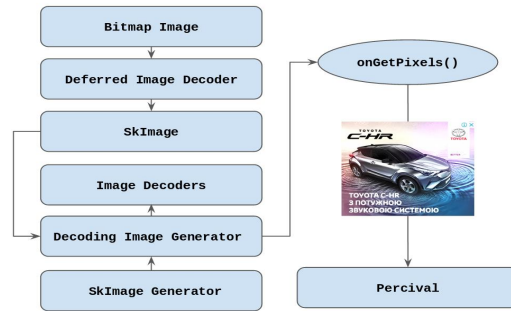 Bitmap Image
Deferred Image Decoder
SkImage
Image Decoders
Decoding Image Generator
SkImage Generator
onGetPixels()
TOYOTA
C-HR
TOYOTA
TOYOTA C-HR
З ПОТУЖНОЮ
ЗВУКОВОЮ СИСТЕМОЮ
Percival